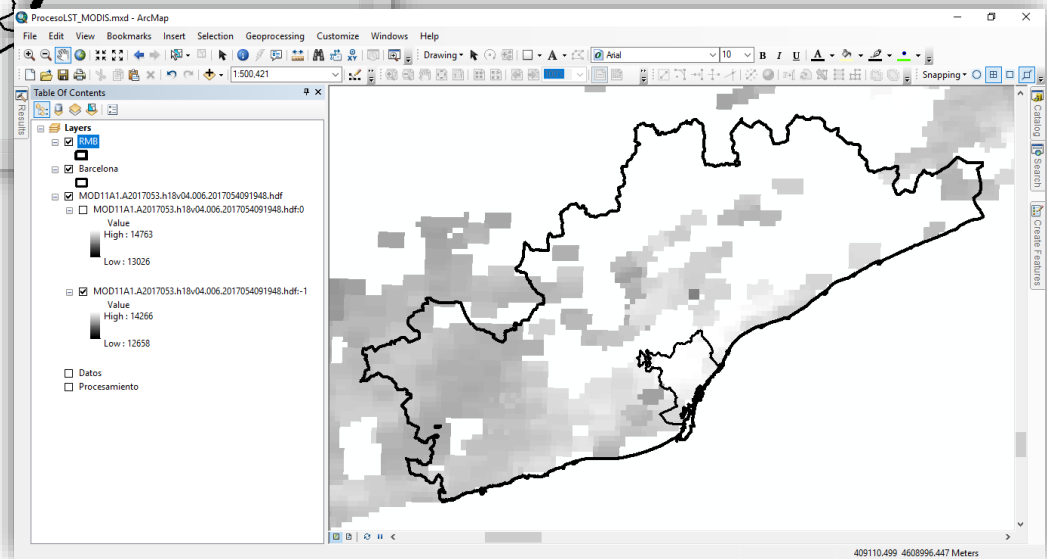 ProcesoLST_MODIS.mxd - ArcMap
File Edit View Bookmarks Insert Selection Geoprocessing Customize Windows Help
Drawing A Arial 10 B I U A
1:500,421 Snapping
Table Of Contents
Results
Layers
RMB
Barcelona
MOD11A1.A2017053.h18v04.006.2017054091948.hdf
MOD11A1.A2017053.h18v04.006.2017054091948.hdf:0
Value
High : 14763
Low : 13026
MOD11A1.A2017053.h18v04.006.2017054091948.hdf:-1
Value
High : 14266
Low : 12658
Datos
Procesamiento
Catalog
Search
Create Features
409110.499 4608996.447 Meters